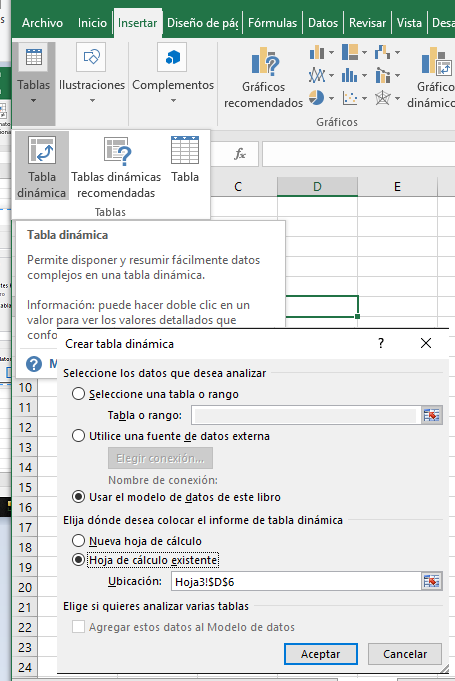 Archivo Inicio Insertar Diseño de pág Fórmulas Datos Revisar Vista Desa
Tablas
Ilustraciones
Complementos
Gráficos
recomendados
Gráfico
dinámico
Gráficos
Tabla
dinámica
Tablas dinámicas
recomendadas
Tabla
Tablas
fx
C D E
Tabla dinámica
Permite disponer y resumir fácilmente datos
complejos en una tabla dinámica.
Información: puede hacer doble clic en un
valor para ver los valores detallados que
confo
? M
Crear tabla dinámica ?
Seleccione los datos que desea analizar
Seleccione una tabla o rango
Tabla o rango:
Utilice una fuente de datos externa
Elegir conexión...
Nombre de conexión:
Usar el modelo de datos de este libro
Elija dónde desea colocar el informe de tabla dinámica
Nueva hoja de cálculo
Hoja de cálculo existente
Ubicación: Hoja3!$D$6
Elige si quieres analizar varias tablas
Agregar estos datos al Modelo de datos
Aceptar Cancelar
10
11
12
13
14
15
16
17
18
19
20
21
22
23
24